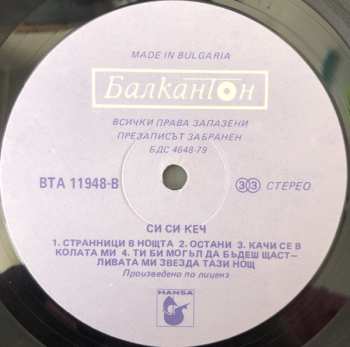 MADE IN BULGARIA
Балкантон
ВСИЧКИ ПРАВА ЗАПАЗЕНИ
ПРЕЗАПИСЪТ ЗАБРАНЕН
БДС 4648-79
ВТА 11948-В
33 СТЕРЕО
СИ СИ КЕЧ
1. СТРАННИЦИ В НОЩТА 2. ОСТАНИ 3. КАЧИ СЕ В
КОЛАТА МИ 4. ТИ БИ МОГЪЛ ДА БЪДЕШ ЩАСТ-
ЛИВАТА МИ ЗВЕЗДА ТАЗИ НОЩ
Произведено по лиценз
HANSA